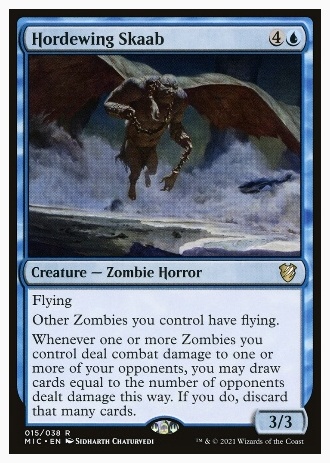 Hordewing Skaab 4
Creature — Zombie Horror
Flying
Other Zombies you control have flying.
Whenever one or more Zombies you
control deal combat damage to one or
more of your opponents, you may draw
cards equal to the number of opponents
dealt damage this way. If you do, discard
that many cards.
3/3
015/038 R
MIC • EN Sidharth Chaturvedi ™ & © 2021 Wizards of the Coast